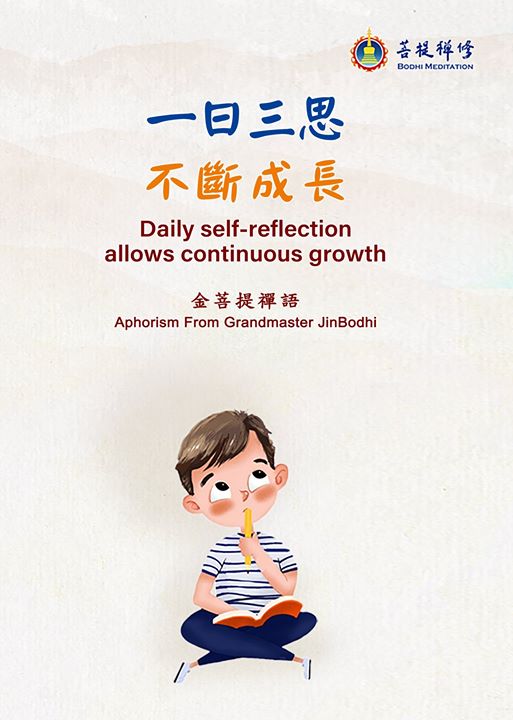 菩提禪修
BODHI MEDITATION
一日三思
不斷成長
Daily self-reflection
allows continuous growth
金菩提禪語
Aphorism From Grandmaster JinBodhi